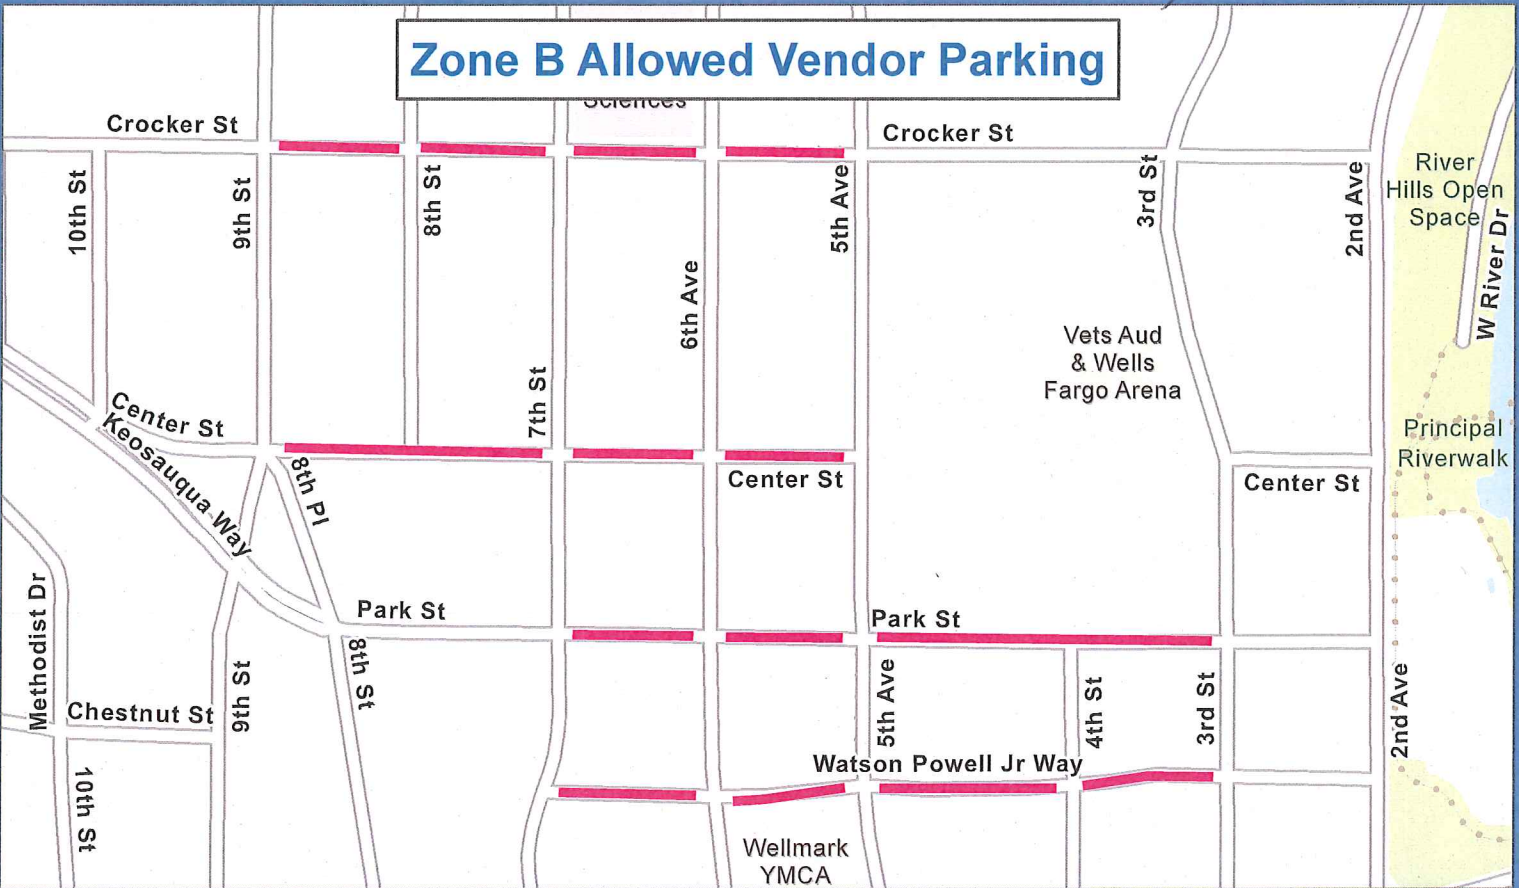 Zone B Allowed Vendor Parking
Sciences
Crocker St
Crocker St
10th St
9th St
8th St
5th Ave
3rd St
2nd Ave
River
Hills Open
Space
W River Dr
6th Ave
7th St
Vets Aud
& Wells
Fargo Arena
Center St
Keosauqua Way
8th Pl
Center St
Center St
Principal
Riverwalk
Park St
Park St
Methodist Dr
Chestnut St
9th St
8th St
5th Ave
4th St
3rd St
2nd Ave
10th St
Watson Powell Jr Way
Wellmark
YMCA